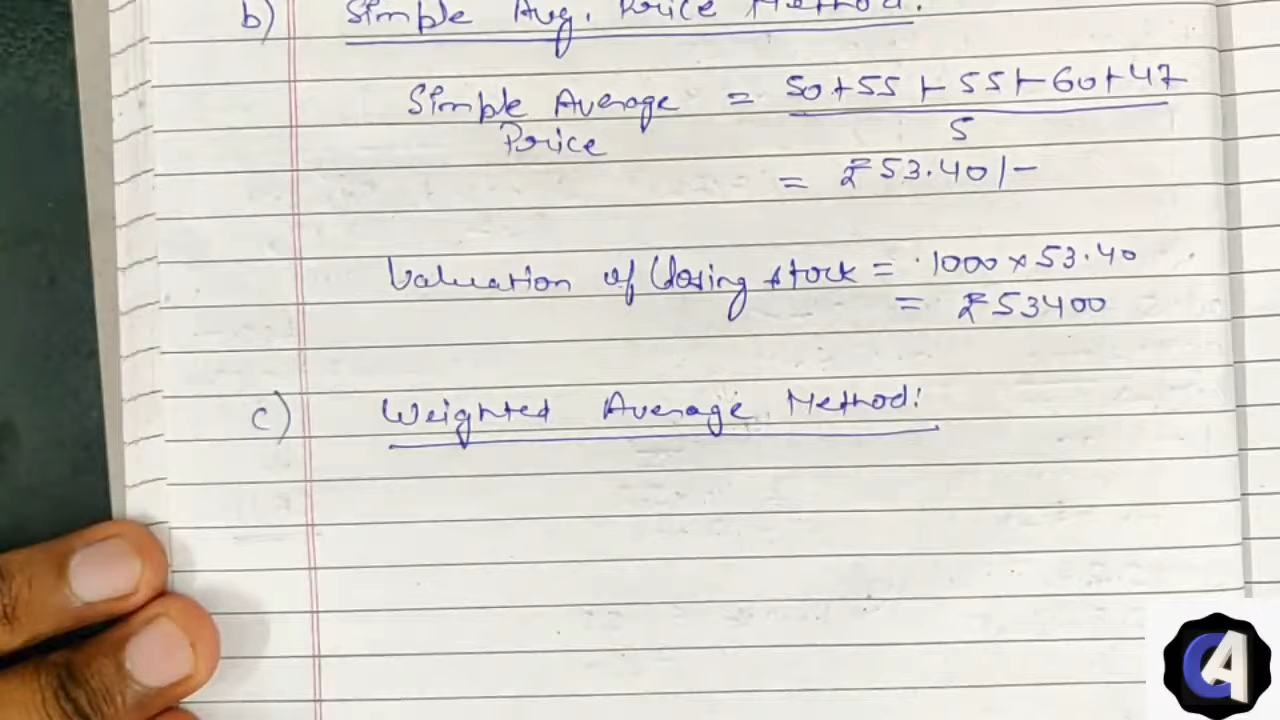 b) Simple Avg. Price Method.
Simple Average = 50+55+55+60+47
Price 5
= ₹53.40/-
Valuation of Closing stock = 1000×53.40
= ₹53400
c) Weighted Average Method:
CA